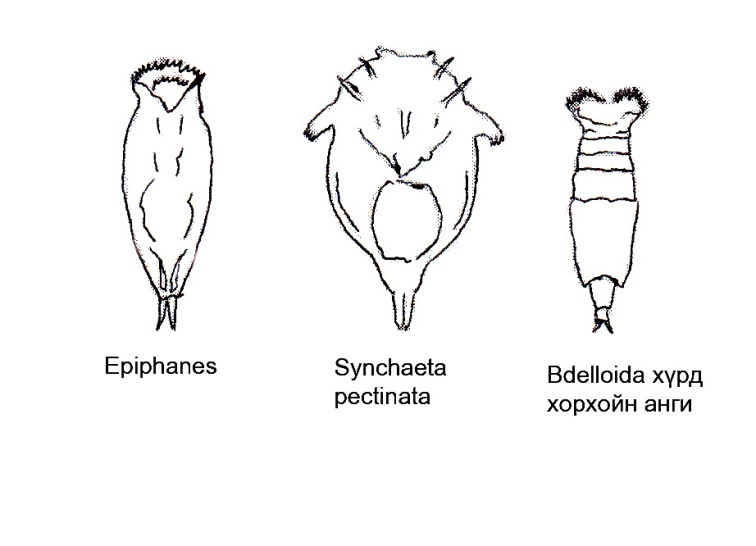 Epiphanes
Synchaeta
pectinata
Bdelloida хүрд
хорхойн анги